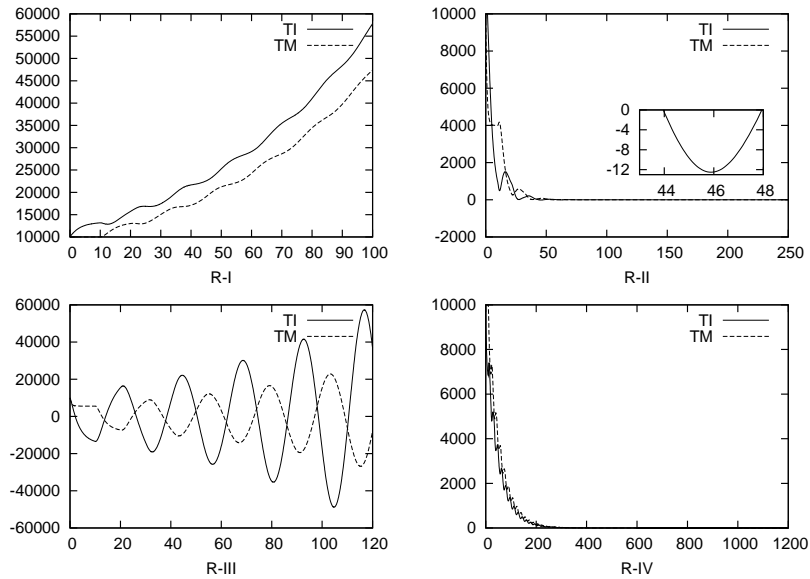 60000
55000
50000
45000
40000
35000
30000
25000
20000
15000
10000
0 10 20 30 40 50 60 70 80 90 100
R-I
TI
TM
10000
8000
6000
4000
2000
0
-2000
0 50 100 150 200 250
R-II
TI
TM
0
-4
-8
-12
44 46 48
60000
40000
20000
0
-20000
-40000
-60000
0 20 40 60 80 100 120
R-III
TI
TM
10000
8000
6000
4000
2000
0
0 200 400 600 800 1000 1200
R-IV
TI
TM